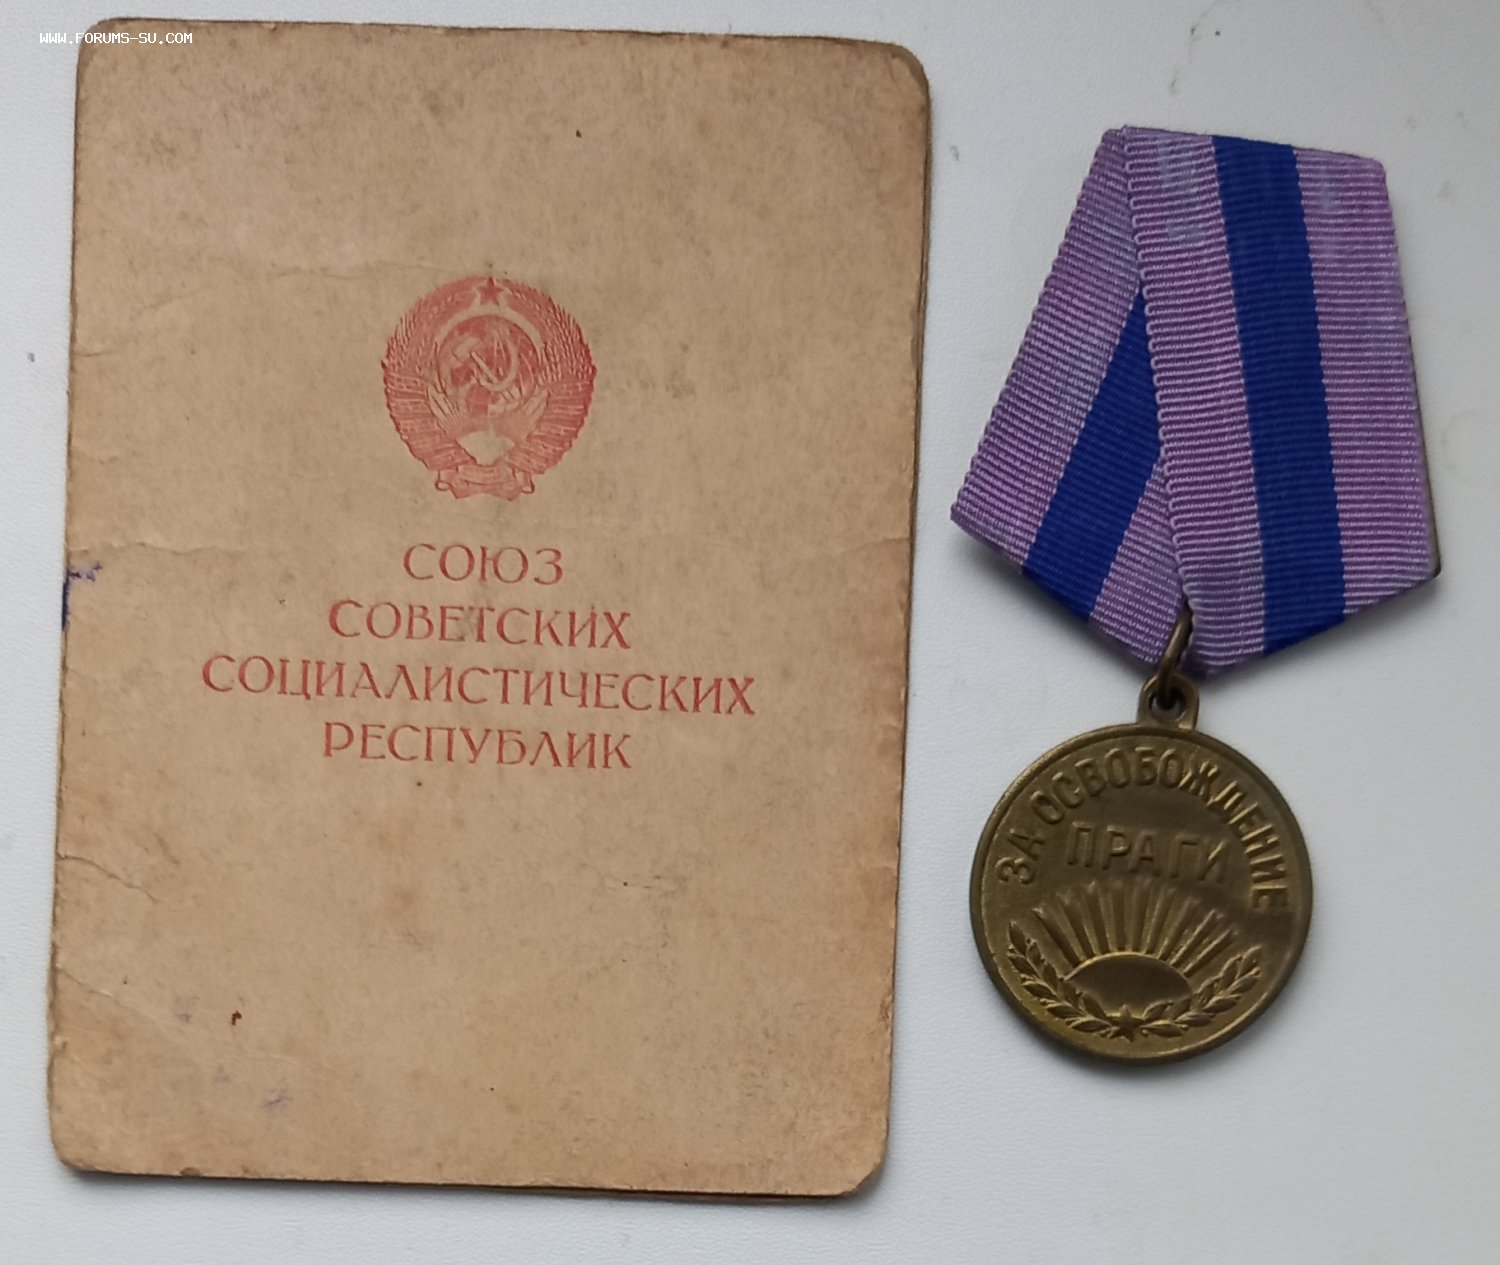 WWW.FORUMS-SU.COM
СОЮЗ
СОВЕТСКИХ
СОЦИАЛИСТИЧЕСКИХ
РЕСПУБЛИК
ЗА ОСВОБОЖДЕНИЕ
ПРАГИ